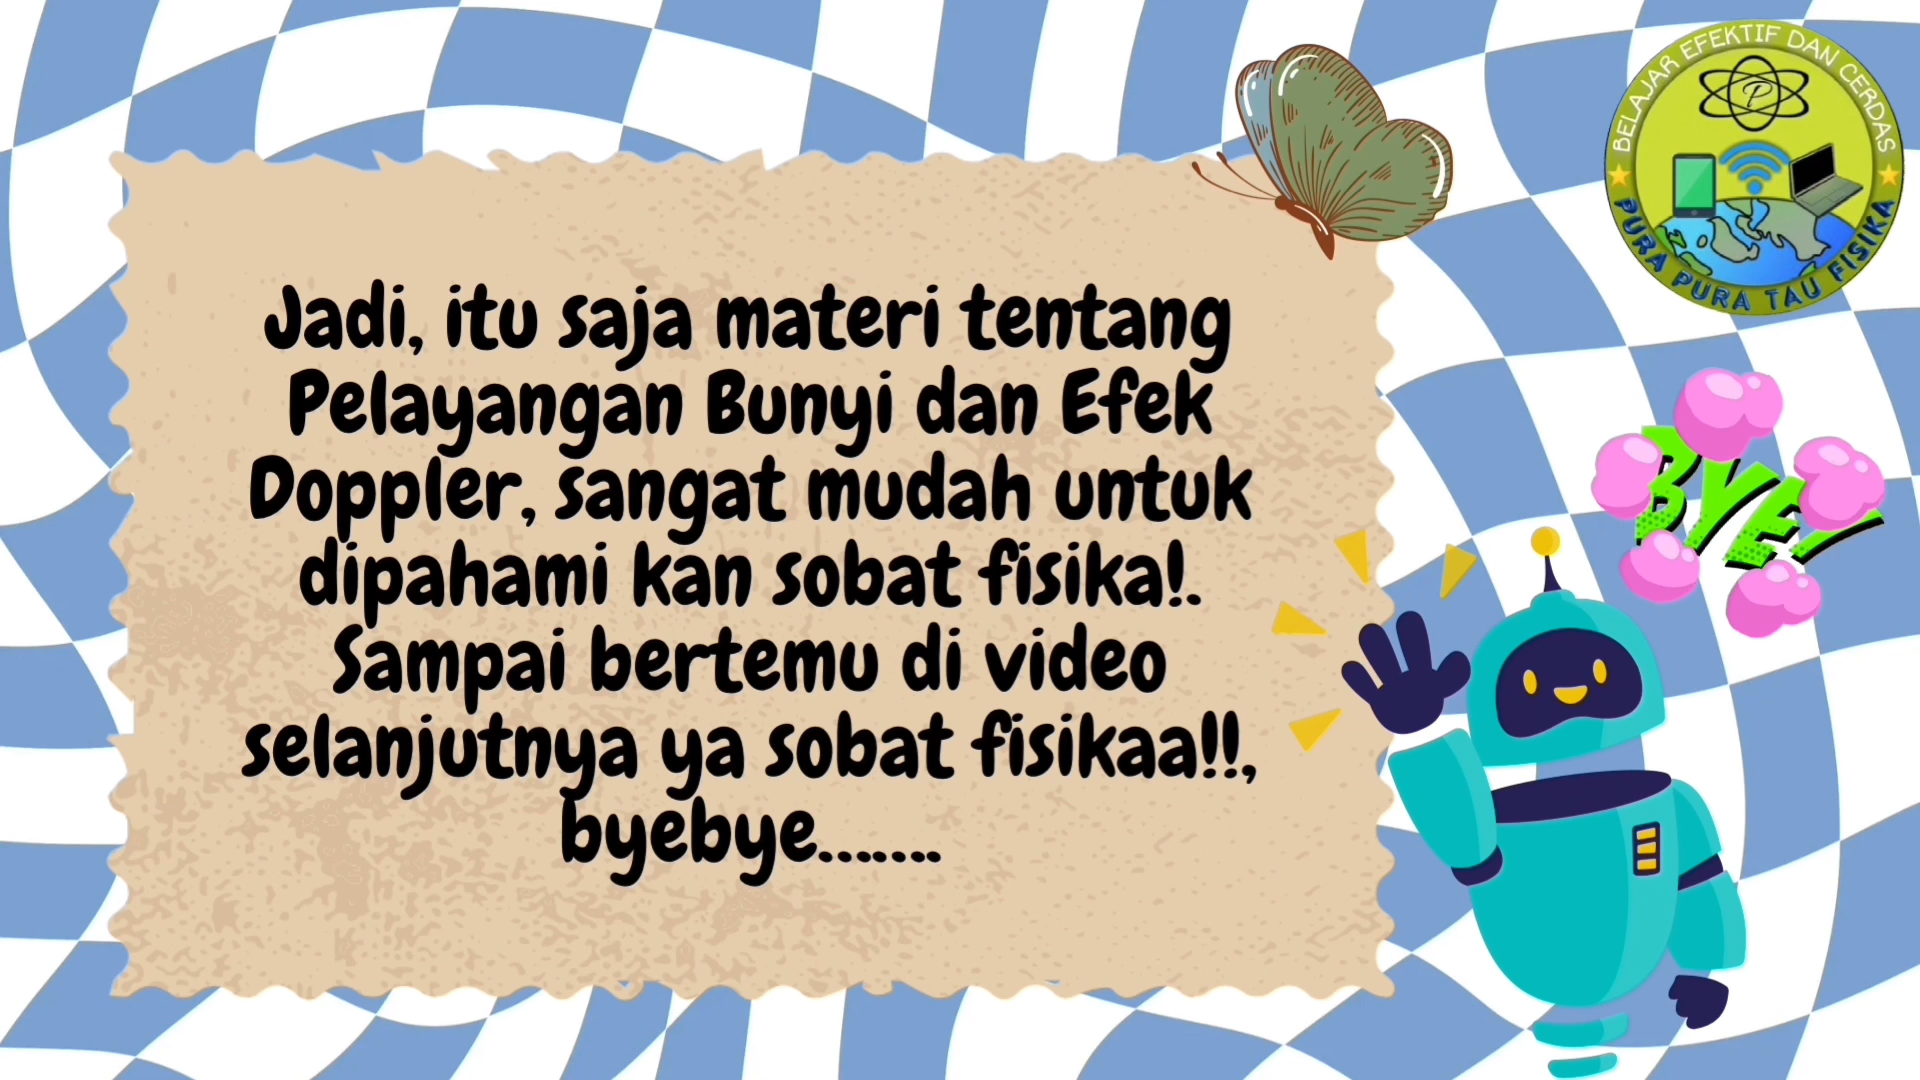 BELAJAR EFEKTIF DAN CERDAS
P
PURA PURA TAU FISIKA
Jadi, itu saja materi tentang
Pelayangan Bunyi dan Efek
Doppler, sangat mudah untuk
dipahami kan sobat fisika!.
Sampai bertemu di video
selanjutnya ya sobat fisikaa!!,
byebye.......
BYE!